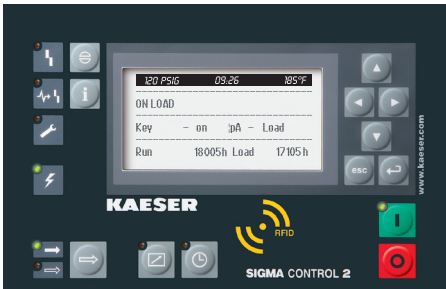 120 PSIG 09:26 185°F
ON LOAD
Key - on :pA - Load
Run 18005h Load 17105h
esc
www.kaeser.com
KAESER
RFID
SIGMA CONTROL 2
i
I
O